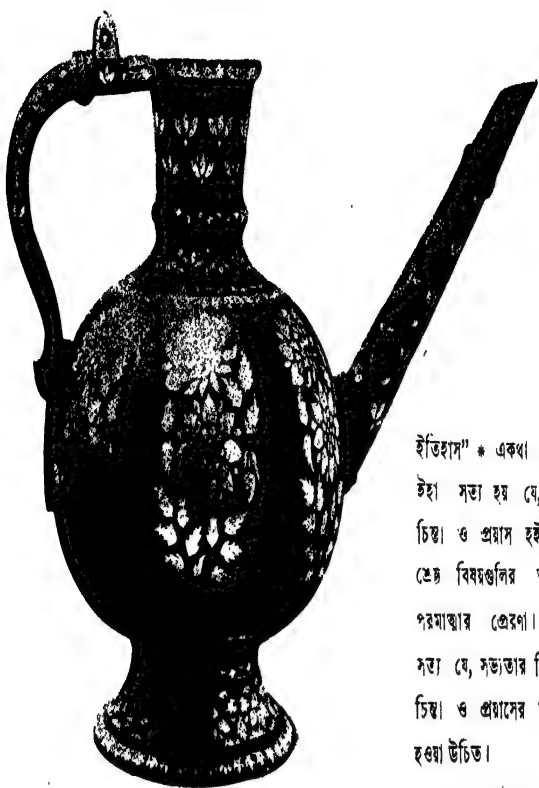 ইতিহাস" * একথা
ইহা সত্য হয় যে,
চিন্তা ও প্রয়াস হই
শ্রেষ্ঠ বিষয়গুলির
পরমাত্মার প্রেরণা।
সত্য যে, সভ্যতার
চিন্তা ও প্রয়াসের
হওয়া উচিত।